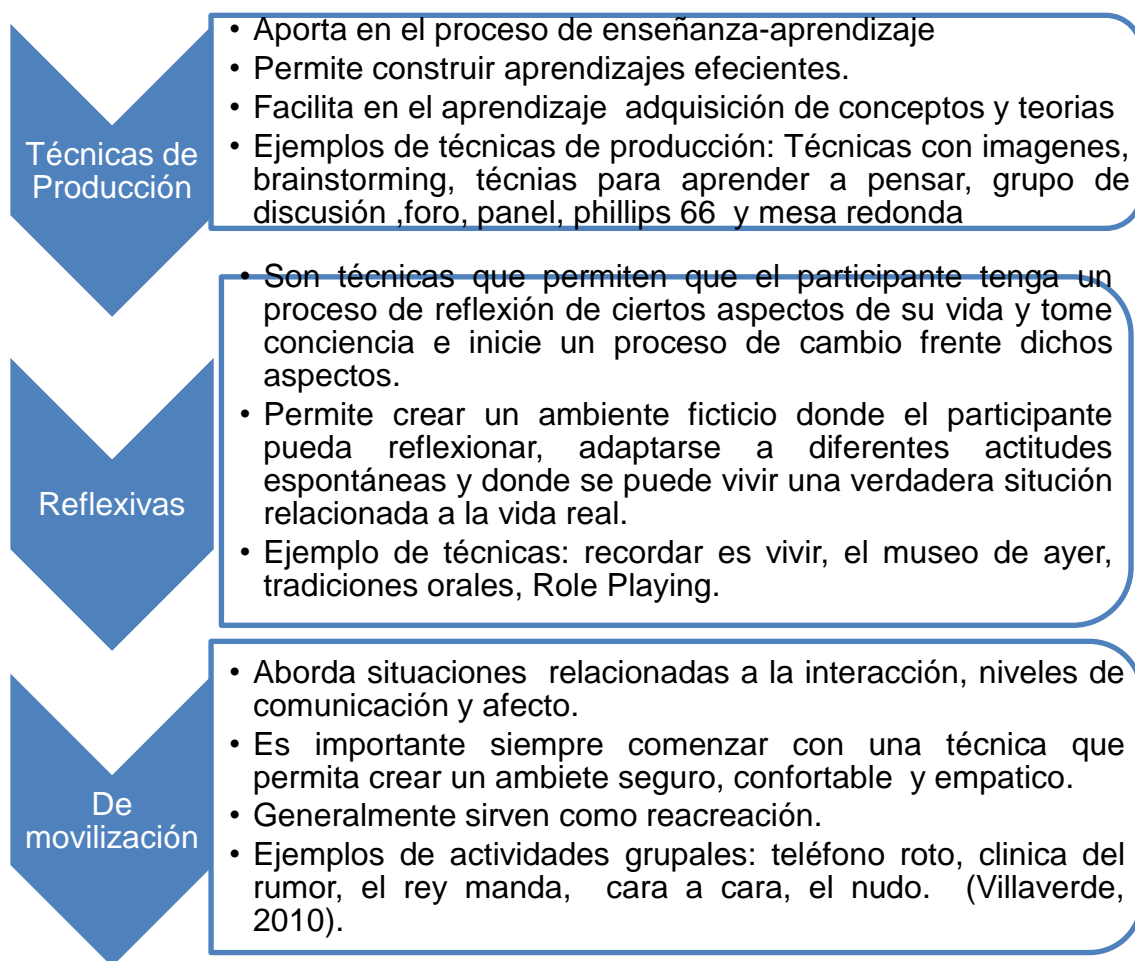 Técnicas de
Producción
• Aporta en el proceso de enseñanza-aprendizaje
• Permite construir aprendizajes efecientes.
• Facilita en el aprendizaje adquisición de conceptos y teorias
• Ejemplos de técnicas de producción: Técnicas con imagenes,
brainstorming, técnias para aprender a pensar, grupo de
discusión ,foro, panel, phillips 66 y mesa redonda
Reflexivas
• Son técnicas que permiten que el participante tenga un
proceso de reflexión de ciertos aspectos de su vida y tome
conciencia e inicie un proceso de cambio frente dichos
aspectos.
• Permite crear un ambiente ficticio donde el participante
pueda reflexionar, adaptarse a diferentes actitudes
espontáneas y donde se puede vivir una verdadera situción
relacionada a la vida real.
• Ejemplo de técnicas: recordar es vivir, el museo de ayer,
tradiciones orales, Role Playing.
De
movilización
• Aborda situaciones relacionadas a la interacción, niveles de
comunicación y afecto.
• Es importante siempre comenzar con una técnica que
permita crear un ambiete seguro, confortable y empatico.
• Generalmente sirven como reacreación.
• Ejemplos de actividades grupales: teléfono roto, clinica del
rumor, el rey manda, cara a cara, el nudo. (Villaverde,
2010).